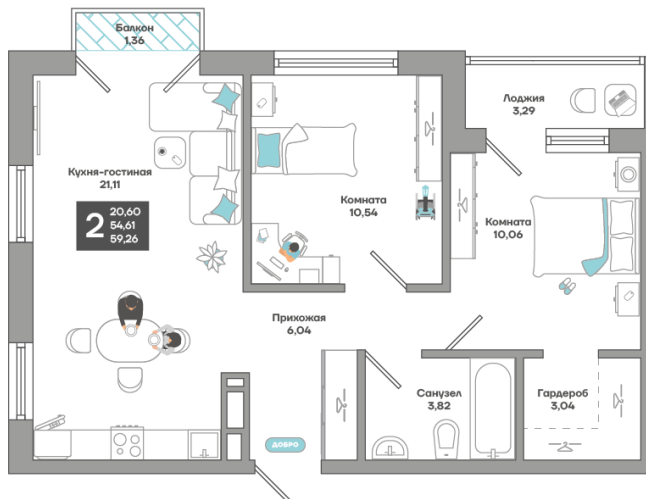 Балкон
1,36
Лоджия
3,29
Кухня-гостиная
21,11
2
20,60
54,61
59,26
Комната
10,54
Комната
10,06
Прихожая
6,04
Санузел
3,82
Гардероб
3,04
ДОБРО